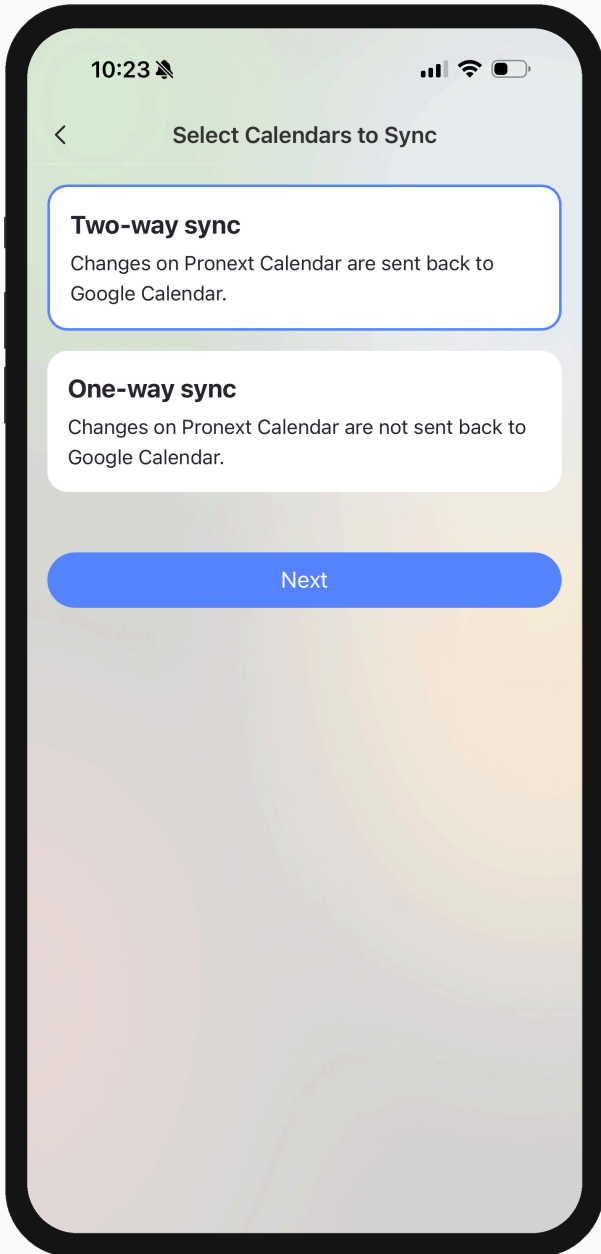 10:23
Select Calendars to Sync
Two-way sync
Changes on Pronext Calendar are sent back to
Google Calendar.
One-way sync
Changes on Pronext Calendar are not sent back to
Google Calendar.
Next